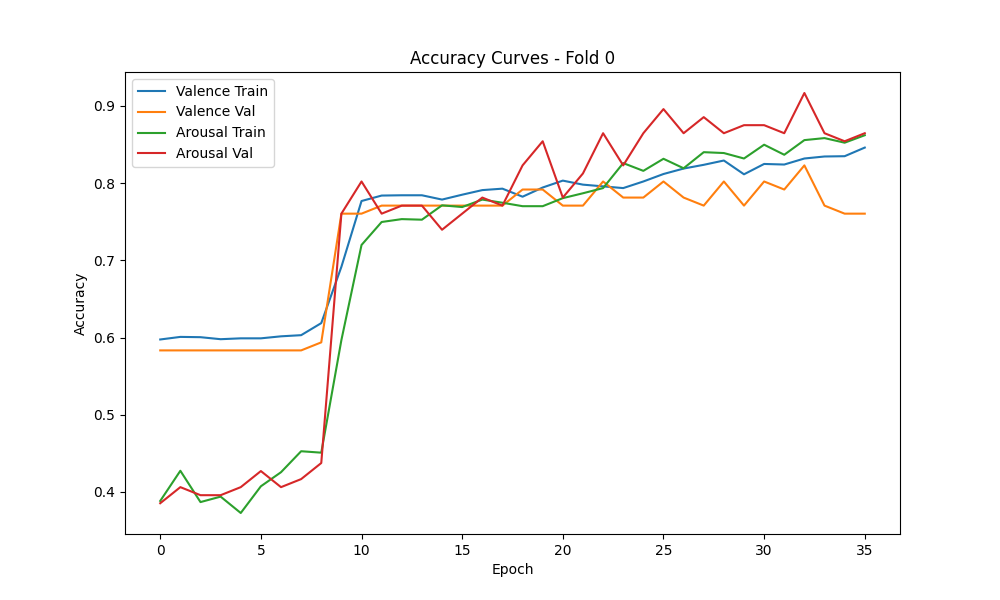 Accuracy Curves - Fold 0
Valence Train
Valence Val
Arousal Train
Arousal Val
0.9
0.8
0.7
0.6
0.5
0.4
Accuracy
0 5 10 15 20 25 30 35
Epoch